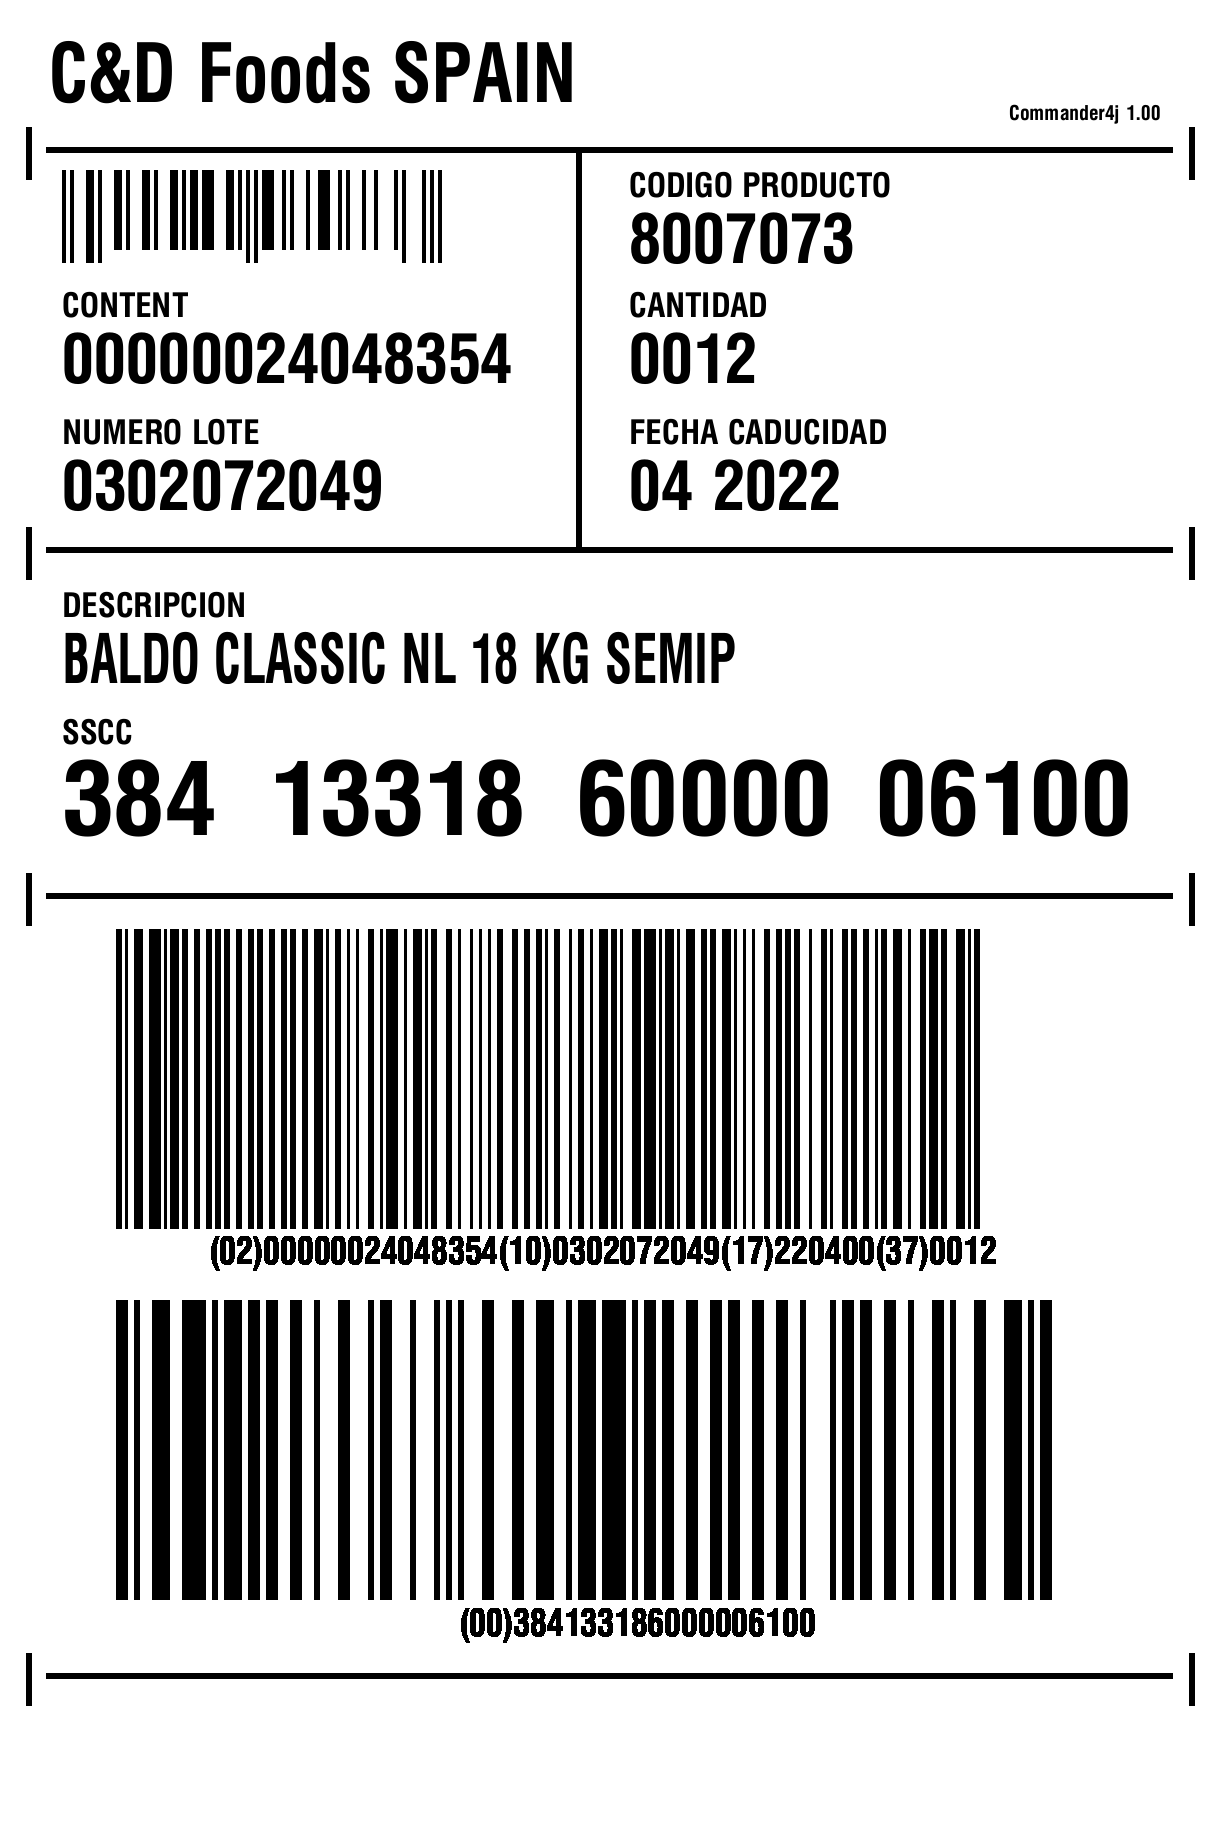 C&D Foods SPAIN
Commander4j 1.00
CODIGO PRODUCTO
8007073
CONTENT
00000024048354
CANTIDAD
0012
NUMERO LOTE
0302072049
FECHA CADUCIDAD
04 2022
DESCRIPCION
BALDO CLASSIC NL 18 KG SEMIP
SSCC
384 13318 60000 06100
(02)00000024048354(10)0302072049(17)220400(37)0012
(00)384133186000006100